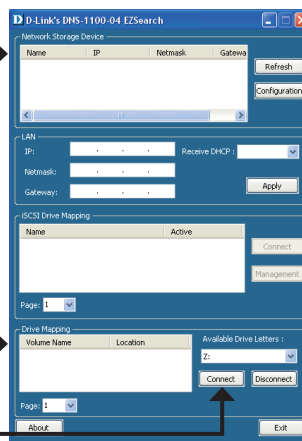 D D-Link's DNS-1100-04 EZSearch
Network Storage Device
Name IP Netmask Gatewa
Refresh
Configuration
LAN
IP: . . . Receive DHCP :
Netmask: . . .
Gateway: . . .
Apply
iSCSI Drive Mapping
Name Active
Connect
Management
Page: 1
Drive Mapping
Volume Name Location
Available Drive Letters :
Z:
Connect Disconnect
Page: 1
About Exit